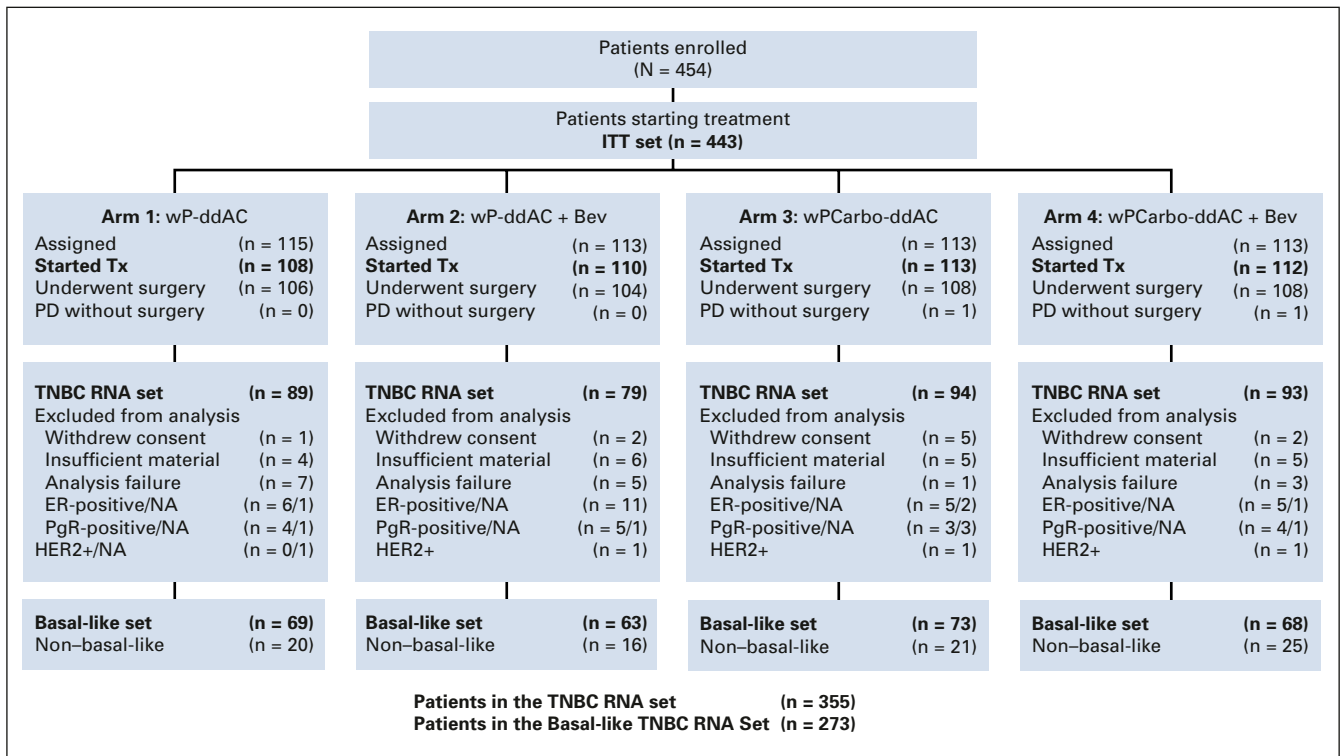 Patients enrolled
(N = 454)
Patients starting treatment
ITT set (n = 443)
Arm 1: wP-ddAC
Assigned (n = 115)
Started Tx (n = 108)
Underwent surgery (n = 106)
PD without surgery (n = 0)
Arm 2: wP-ddAC + Bev
Assigned (n = 113)
Started Tx (n = 110)
Underwent surgery (n = 104)
PD without surgery (n = 0)
Arm 3: wPCarbo-ddAC
Assigned (n = 113)
Started Tx (n = 113)
Underwent surgery (n = 108)
PD without surgery (n = 1)
Arm 4: wPCarbo-ddAC + Bev
Assigned (n = 113)
Started Tx (n = 112)
Underwent surgery (n = 108)
PD without surgery (n = 1)
TNBC RNA set (n = 89)
Excluded from analysis
Withdrew consent (n = 1)
Insufficient material (n = 4)
Analysis failure (n = 7)
ER-positive/NA (n = 6/1)
PgR-positive/NA (n = 4/1)
HER2+/NA (n = 0/1)
TNBC RNA set (n = 79)
Excluded from analysis
Withdrew consent (n = 2)
Insufficient material (n = 6)
Analysis failure (n = 5)
ER-positive/NA (n = 11)
PgR-positive/NA (n = 5/1)
HER2+ (n = 1)
TNBC RNA set (n = 94)
Excluded from analysis
Withdrew consent (n = 5)
Insufficient material (n = 5)
Analysis failure (n = 1)
ER-positive/NA (n = 5/2)
PgR-positive/NA (n = 3/3)
HER2+ (n = 1)
TNBC RNA set (n = 93)
Excluded from analysis
Withdrew consent (n = 2)
Insufficient material (n = 5)
Analysis failure (n = 3)
ER-positive/NA (n = 5/1)
PgR-positive/NA (n = 4/1)
HER2+ (n = 1)
Basal-like set (n = 69)
Non–basal-like (n = 20)
Basal-like set (n = 63)
Non–basal-like (n = 16)
Basal-like set (n = 73)
Non–basal-like (n = 21)
Basal-like set (n = 68)
Non–basal-like (n = 25)
Patients in the TNBC RNA set (n = 355)
Patients in the Basal-like TNBC RNA Set (n = 273)